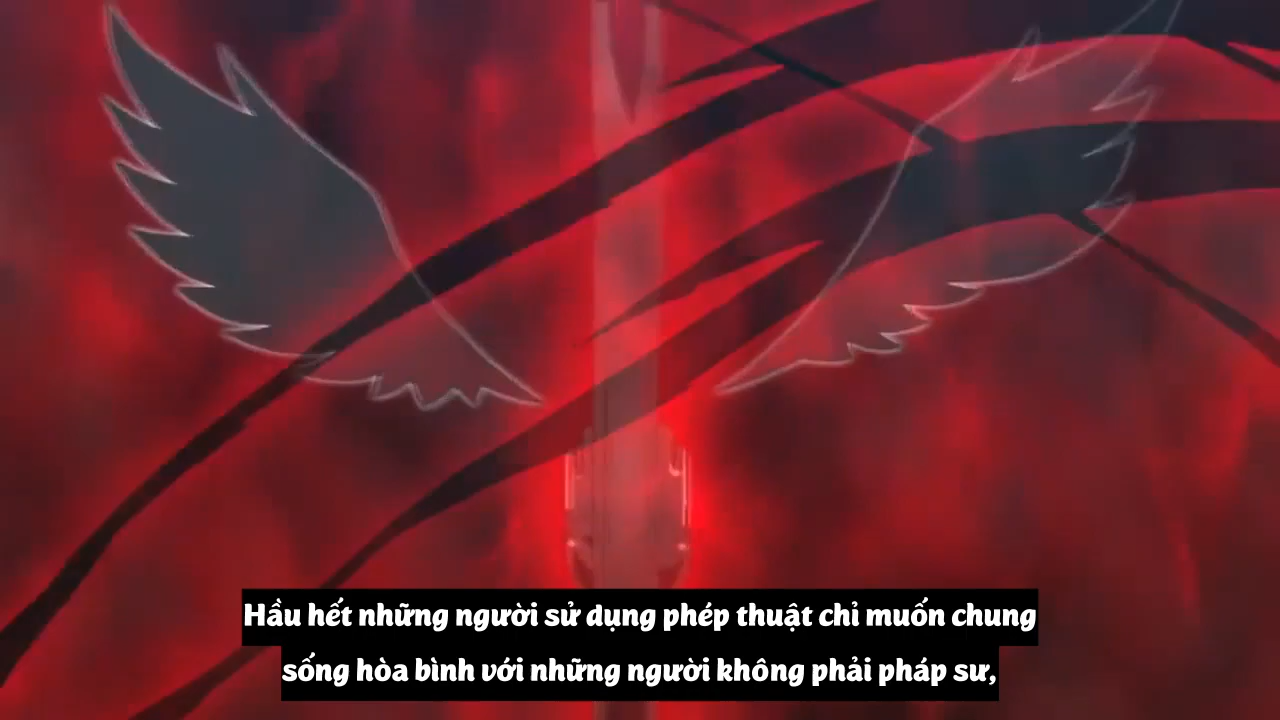 Hầu hết những người sử dụng phép thuật chỉ muốn chung
sống hòa bình với những người không phải pháp sư,